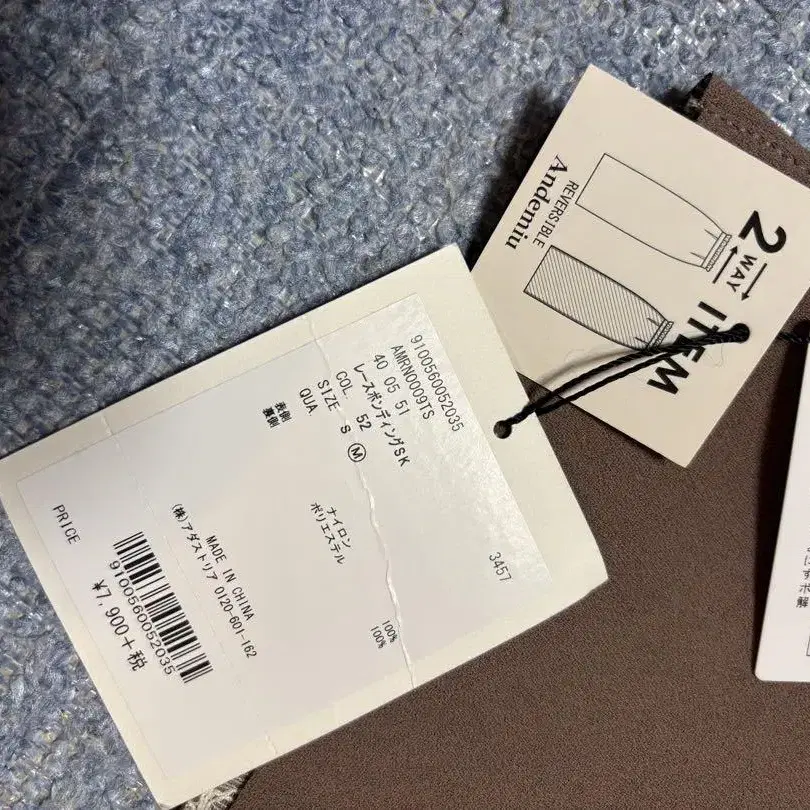 2
WAY
ITEM
REVERSIBLE
Andemiu
9100560052035
AMRN0009TS
40 05 51
レースボンディングSK
COL. 52
SIZE S M
QUA.
表側 ナイロン 100%
裏側 ポリエステル 100%
3457
MADE IN CHINA
(株)アダストリア 0120-601-162
PRICE
9100560052035
¥7,900+税
す
ポ
解